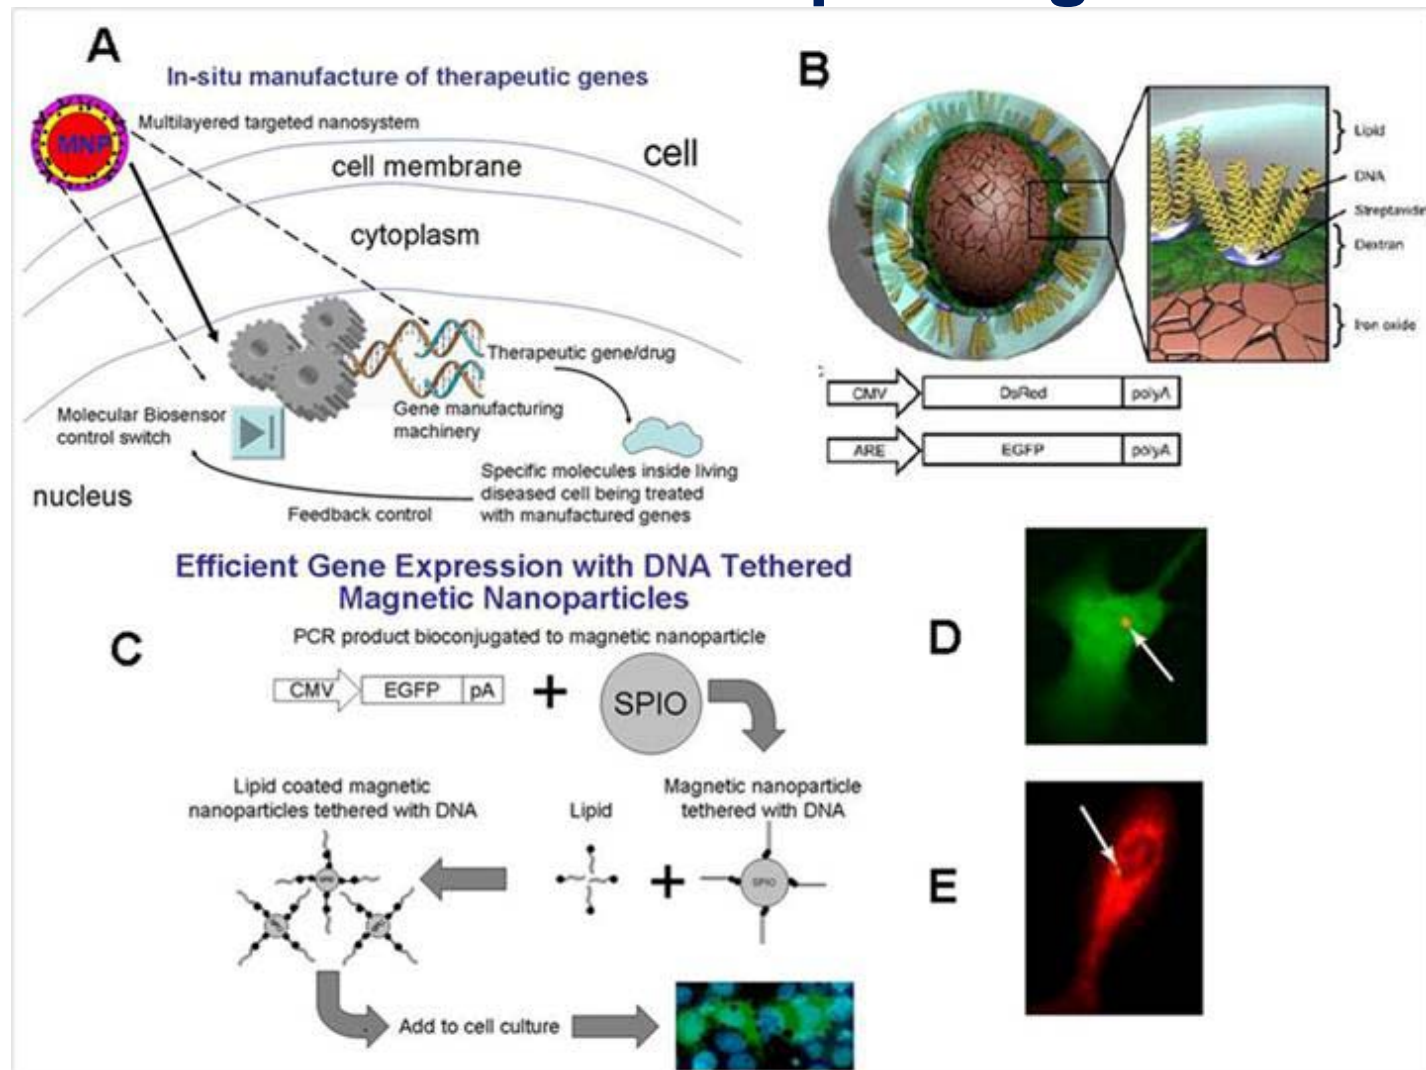 A
In-situ manufacture of therapeutic genes
MNP
Multilayered targeted nanosystem
cell
cell membrane
cytoplasm
Therapeutic gene/drug
Molecular Biosensor
control switch
Gene manufacturing
machinery
Specific molecules inside living
diseased cell being treated
with manufactured genes
nucleus
Feedback control
B
Lipid
DNA
Streptavidin
Dextran
Iron oxide
CMV
DsRed
polyA
ARE
EGFP
polyA
Efficient Gene Expression with DNA Tethered
Magnetic Nanoparticles
C
PCR product bioconjugated to magnetic nanoparticle
CMV
EGFP
pA
+
SPIO
Lipid coated magnetic
nanoparticles tethered with DNA
Lipid
Magnetic nanoparticle
tethered with DNA
+
SPIO
Add to cell culture
D
E